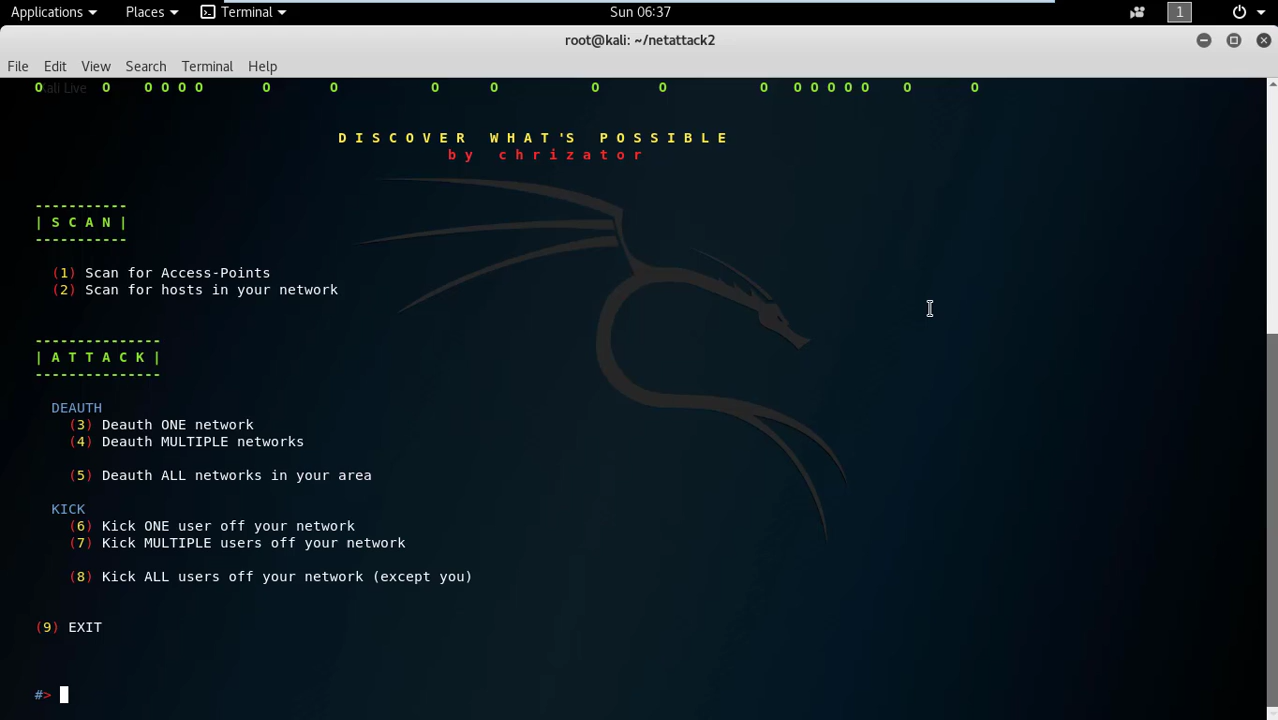 Applications Places Terminal Sun 06:37 1
root@kali: ~/netattack2
File Edit View Search Terminal Help
Kali Live
O O O O O O O O O O O O O O O O O O O O
D I S C O V E R W H A T ' S P O S S I B L E
b y c h r i z a t o r
-----------
| S C A N |
-----------
(1) Scan for Access-Points
(2) Scan for hosts in your network
---------------
| A T T A C K |
---------------
DEAUTH
(3) Deauth ONE network
(4) Deauth MULTIPLE networks
(5) Deauth ALL networks in your area
KICK
(6) Kick ONE user off your network
(7) Kick MULTIPLE users off your network
(8) Kick ALL users off your network (except you)
(9) EXIT
#>